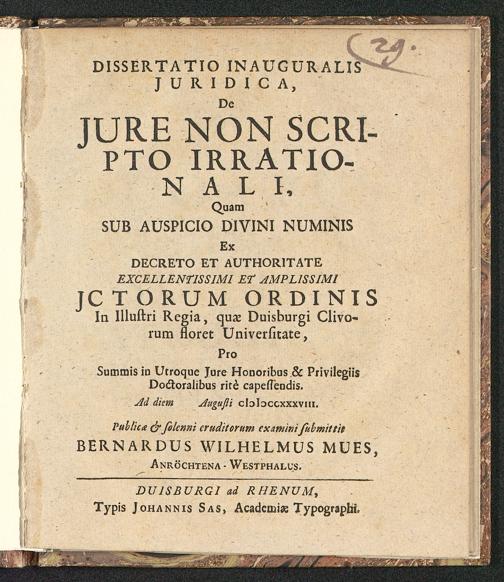 29.
DISSERTATIO INAUGURALIS
JURIDICA,
De
JURE NON SCRI-
PTO IRRATIO-
NALI,
Quam
SUB AUSPICIO DIVINI NUMINIS
Ex
DECRETO ET AUTHORITATE
EXCELLENTISSIMI ET AMPLISSIMI
JCTORUM ORDINIS
In Illuſtri Regia, quæ Duisburgi Clivo-
rum floret Univerſitate,
Pro
Summis in Utroque Jure Honoribus & Privilegiis
Doctoralibus ritè capeſſendis.
Ad diem Auguſti cIↄIↄccxxxviii.
Publicæ & ſolenni eruditorum examini ſubmittit
BERNARDUS WILHELMUS MUES,
ANRÖCHTENA-WESTPHALUS.
DUISBURGI ad RHENUM,
Typis JOHANNIS SAS, Academiæ Typographi.